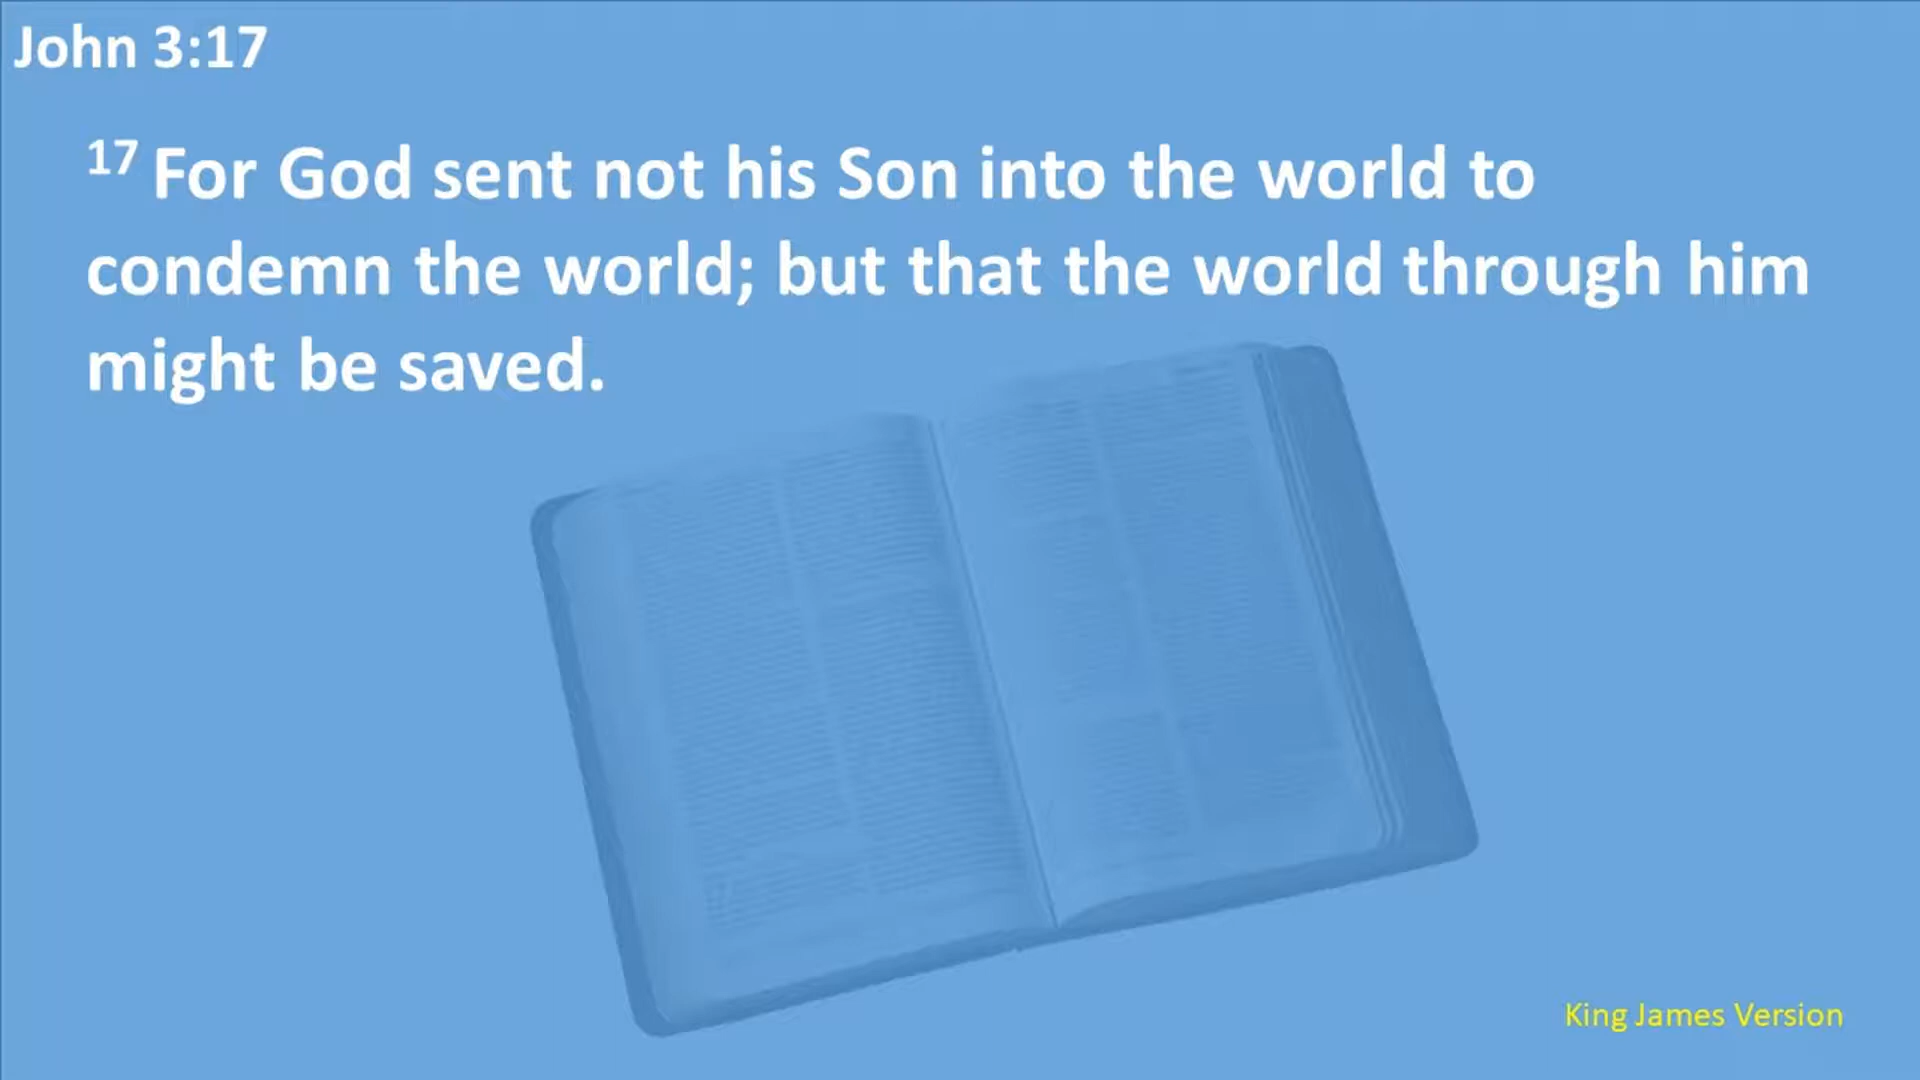 John 3:17
17 For God sent not his Son into the world to
condemn the world; but that the world through him
might be saved.
King James Version